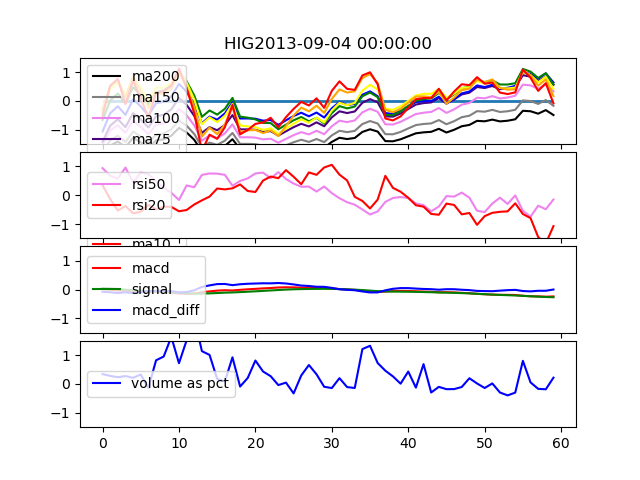 HIG2013-09-04 00:00:00
1
0
−1
ma200
ma150
ma100
ma75
1
0
−1
rsi50
rsi20
ma10
1
0
−1
macd
signal
macd_diff
1
0
−1
volume as pct
0 10 20 30 40 50 60